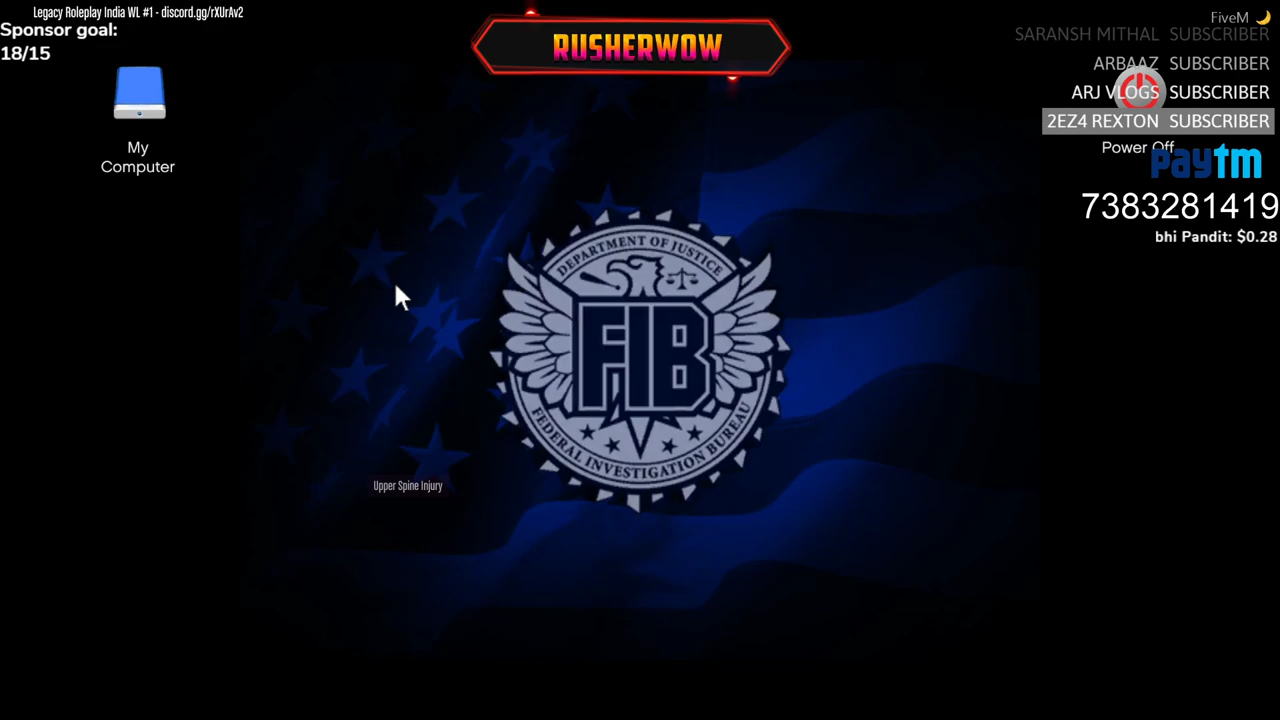 Legacy Roleplay India WL #1 - discord.gg/rXUrAv2
Sponsor goal:
18/15
RUSHERWOW
FiveM
SARANSH MITHAL SUBSCRIBER
ARBAAZ SUBSCRIBER
ARJ VLOGS SUBSCRIBER
2EZ4 REXTON SUBSCRIBER
Power Off
paytm
7383281419
bhi Pandit: $0.28
My
Computer
DEPARTMENT OF JUSTICE
FIB
FEDERAL INVESTIGATION BUREAU
Upper Spine Injury